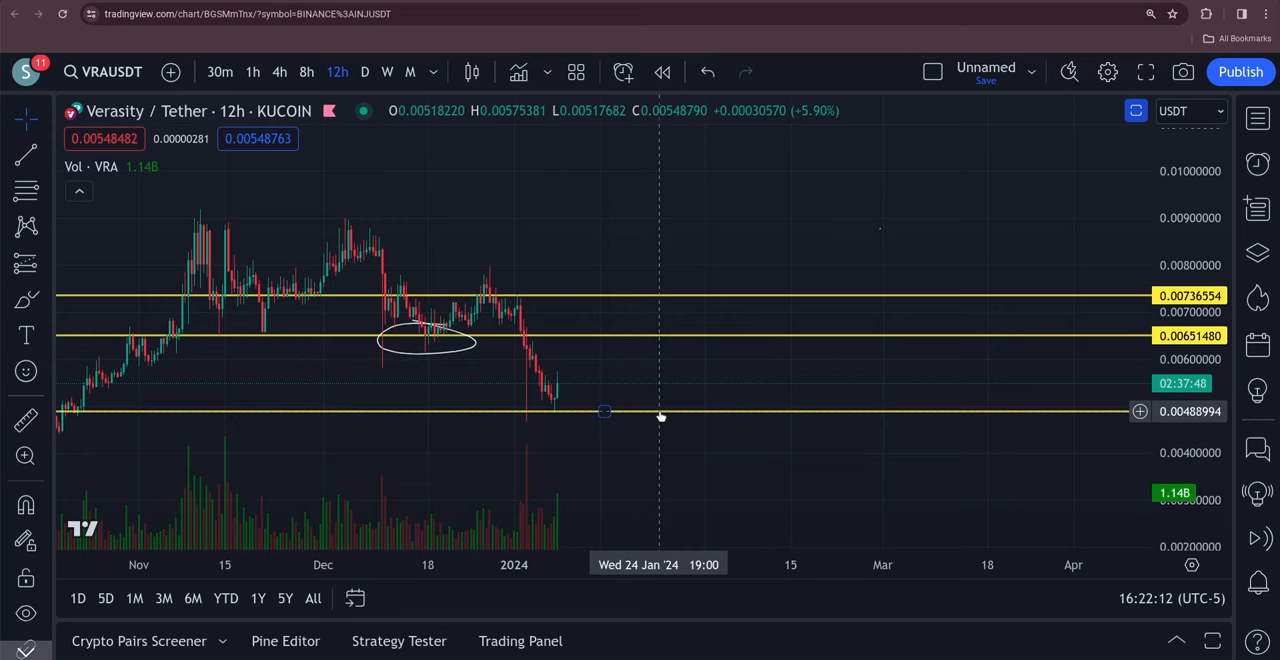 tradingview.com/chart/BGSMmTnx/?symbol=BINANCE%3AINJUSDT
All Bookmarks
S 11 VRAUSDT 30m 1h 4h 8h 12h D W M Unnamed Save Publish
Verasity / Tether · 12h · KUCOIN O0.00518220 H0.00575381 L0.00517682 C0.00548790 +0.00030570 (+5.90%) USDT
0.00548482 0.00000281 0.00548763
Vol · VRA 1.14B
0.01000000
0.00900000
0.00800000
0.00736554
0.00700000
0.00651480
0.00600000
02:37:48
0.00488994
0.00400000
1.14B
0.00200000
Nov 15 Dec 18 2024 Wed 24 Jan '24 19:00 15 Mar 18 Apr
1D 5D 1M 3M 6M YTD 1Y 5Y All 16:22:12 (UTC-5)
Crypto Pairs Screener Pine Editor Strategy Tester Trading Panel